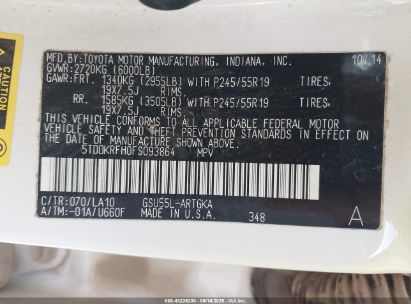 MFD. BY: TOYOTA MOTOR MANUFACTURING, INDIANA, INC. 10/14
GVWR: 2720KG (6000LB)
GAWR: FRT. 1340KG (2955LB) WITH P245/55R19 TIRES,
19X7.5J RIMS,
RR. 1585KG (3505LB) WITH P245/55R19 TIRES,
19X7.5J RIMS,
THIS VEHICLE CONFORMS TO ALL APPLICABLE FEDERAL MOTOR
VEHICLE SAFETY AND BUMPER STANDARDS IN EFFECT ON
THE DATE OF MANUFACTURE SHOWN ABOVE.
5TDDKRFH0FS093864 MPV
C/TR: 070/LA10 GSU55L-ARTGKA
A/TM: -01A/U660F MADE IN U.S.A. 348 A
CAUTION